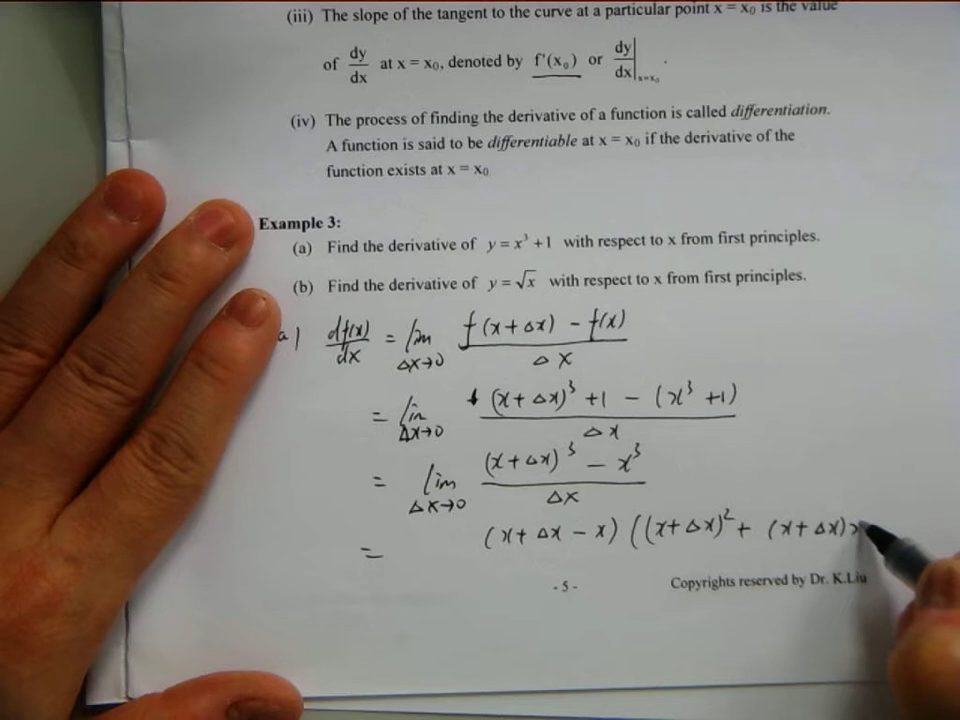 (iii) The slope of the tangent to the curve at a particular point x = x₀ is the value
of dy/dx at x = x₀, denoted by f'(x₀) or dy/dx|ₓ₌ₓ₀ .
(iv) The process of finding the derivative of a function is called differentiation.
A function is said to be differentiable at x = x₀ if the derivative of the
function exists at x = x₀
Example 3:
(a) Find the derivative of y = x³ + 1 with respect to x from first principles.
(b) Find the derivative of y = √x with respect to x from first principles.
a) df(x)/dx = lim Δx→0 (f(x+Δx) - f(x))/Δx
= lim Δx→0 ((x+Δx)³ + 1 - (x³ + 1))/Δx
= lim Δx→0 ((x+Δx)³ - x³)/Δx
= (x+Δx-x)((x+Δx)² + (x+Δx)x
- 5 - Copyrights reserved by Dr. K.Liu